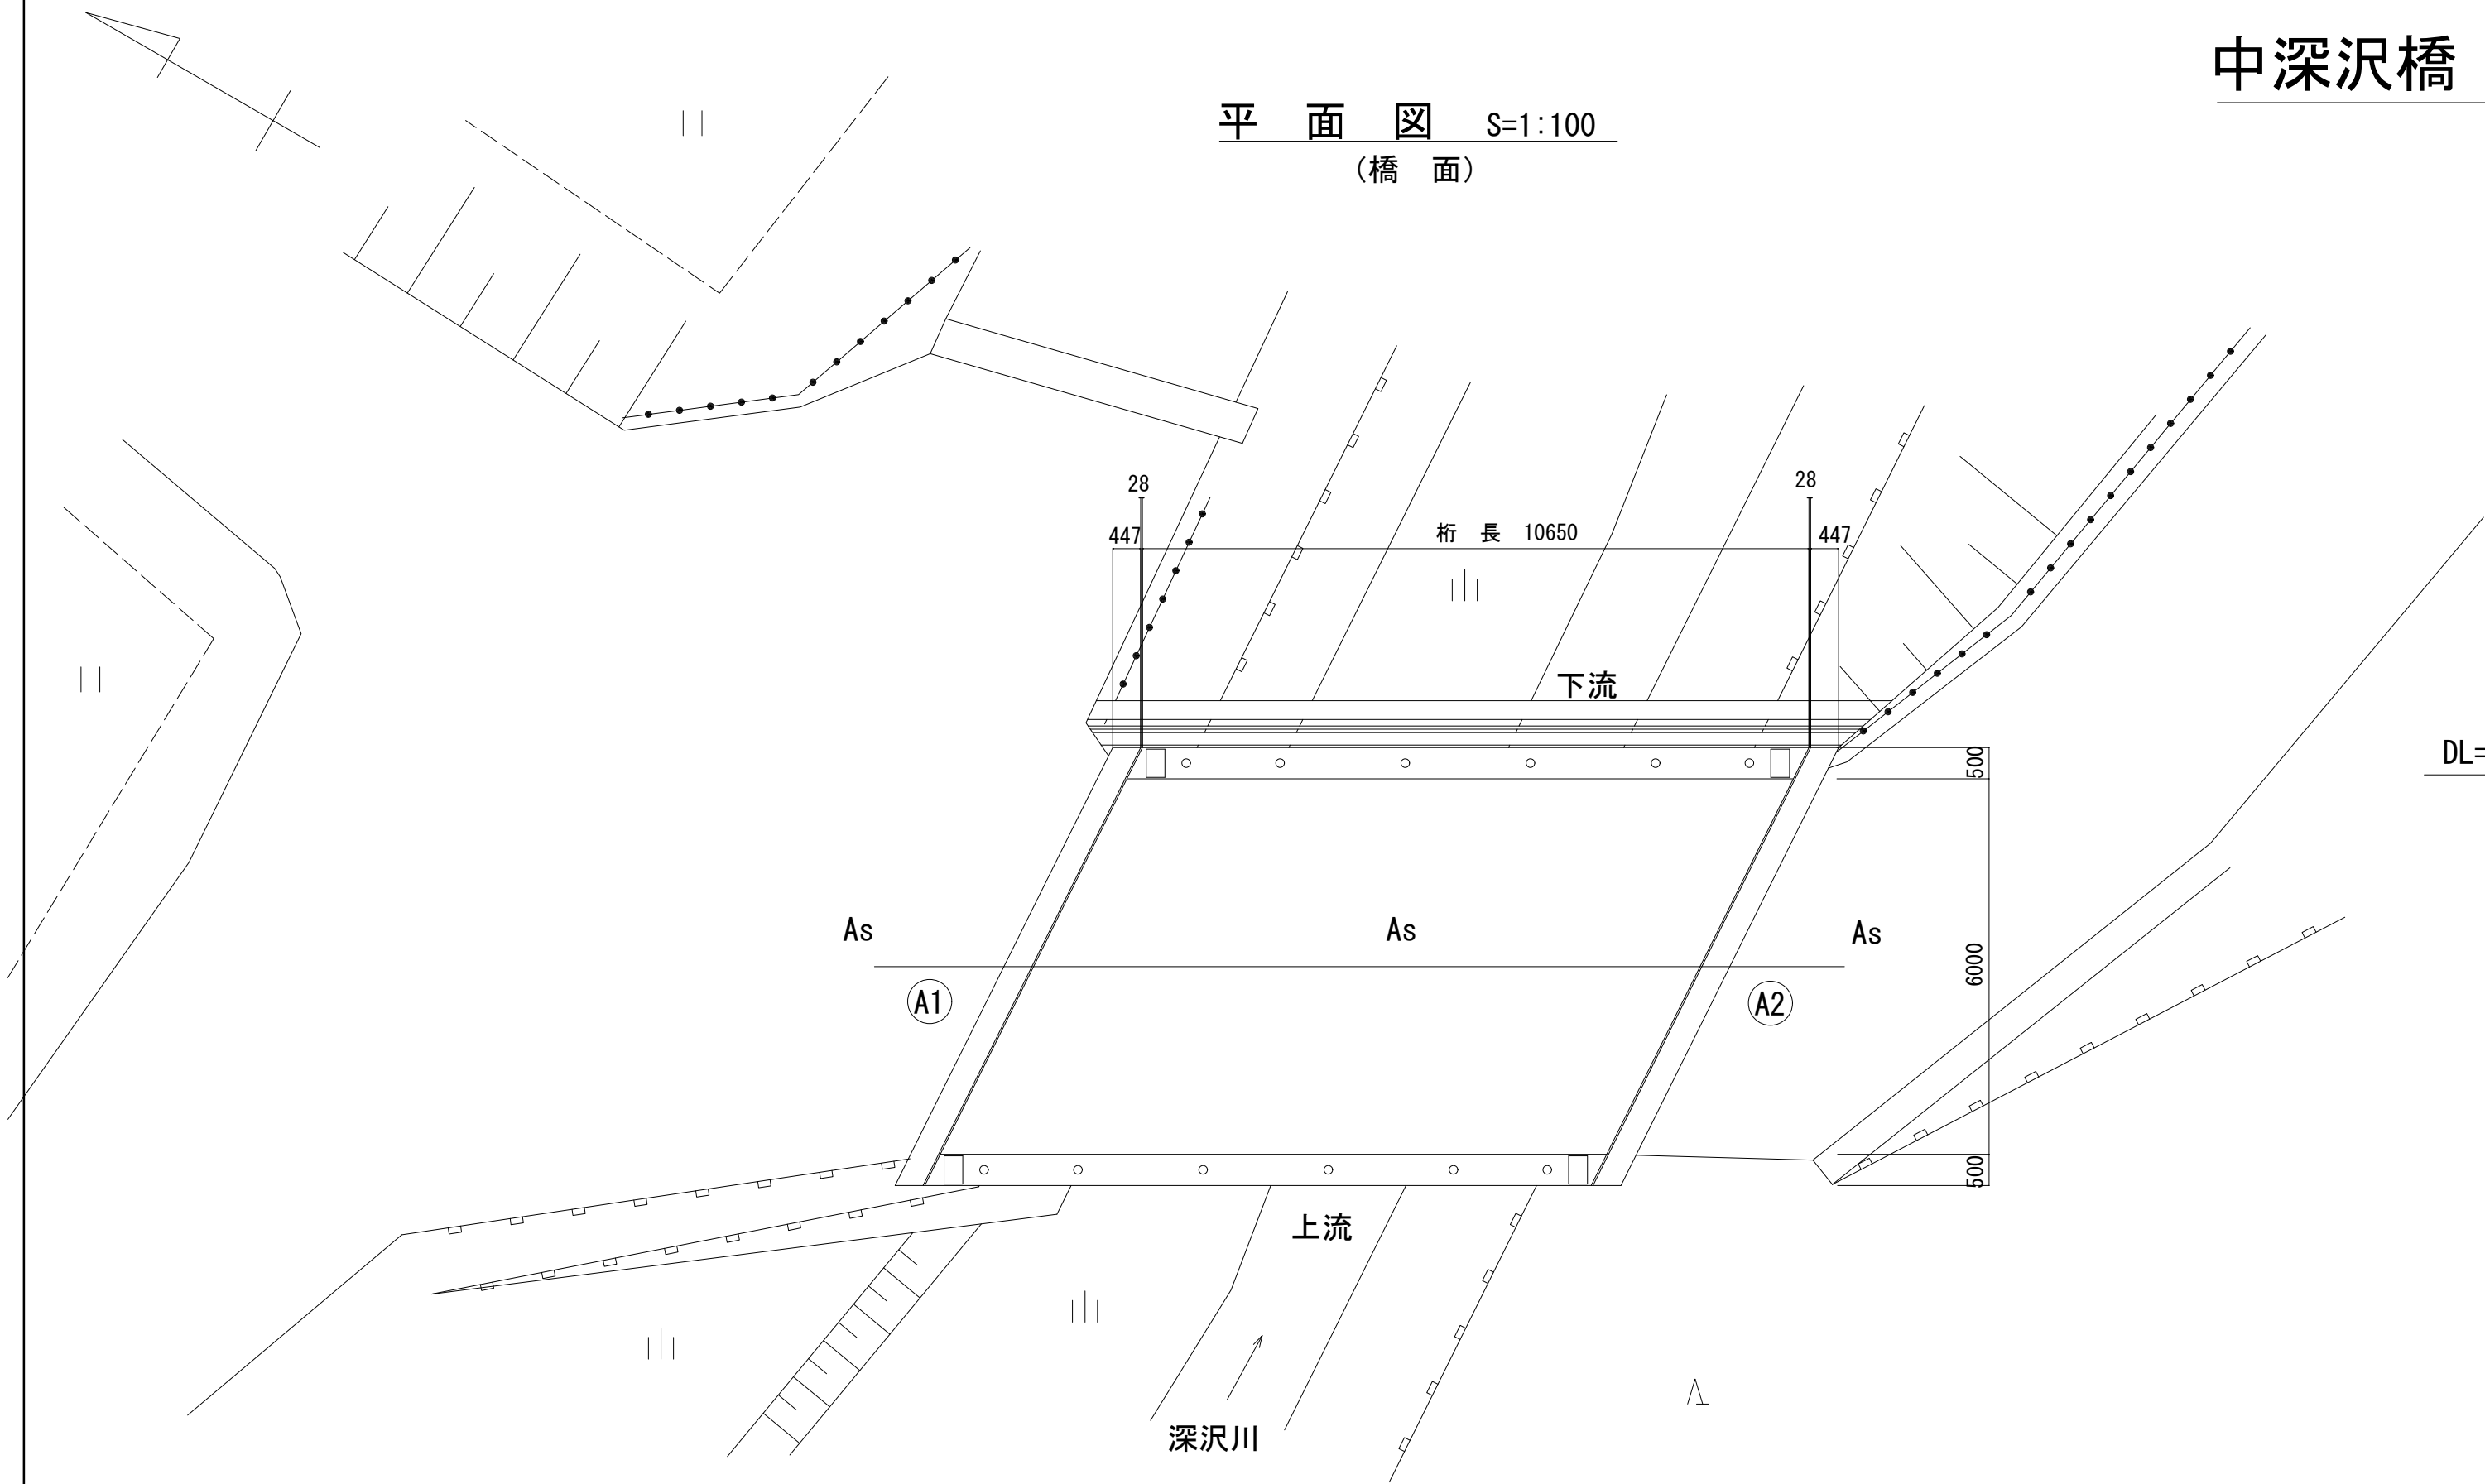 中深沢橋
平 面 図 S=1:100
(橋 面)
28
28
447
桁 長 10650
447
下流
500
DL=
As
As
As
6000
A1
A2
500
上流
深沢川